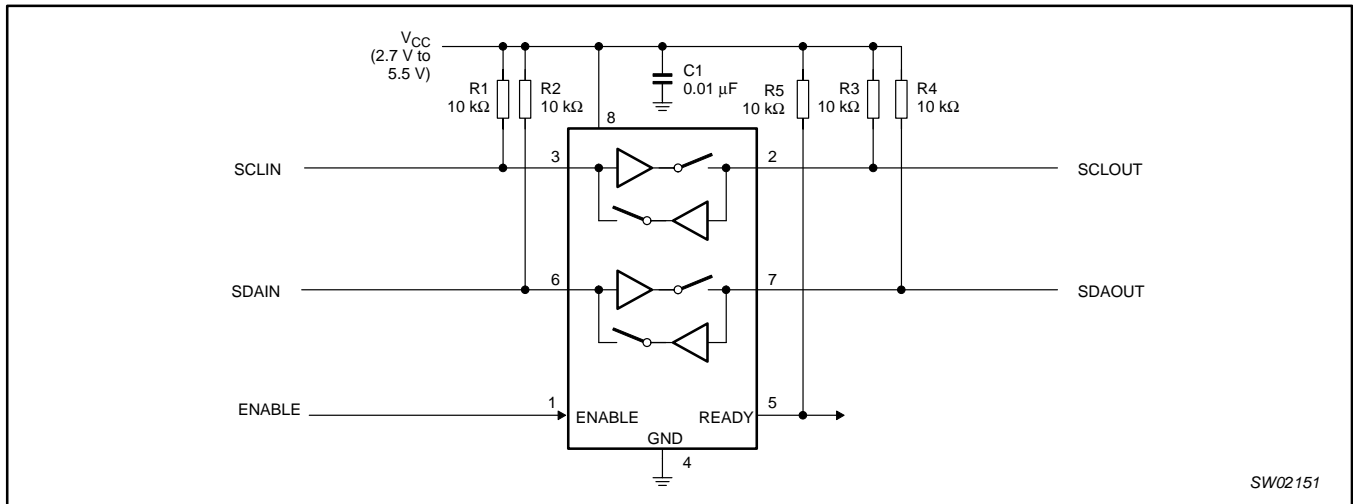 VCC
(2.7 V to
5.5 V)
R1
10 kΩ
R2
10 kΩ
C1
0.01 µF
R5
10 kΩ
R3
10 kΩ
R4
10 kΩ
8
SCLIN
3
2
SCLOUT
SDAIN
6
7
SDAOUT
ENABLE
1
ENABLE
READY
5
GND
4
SW02151